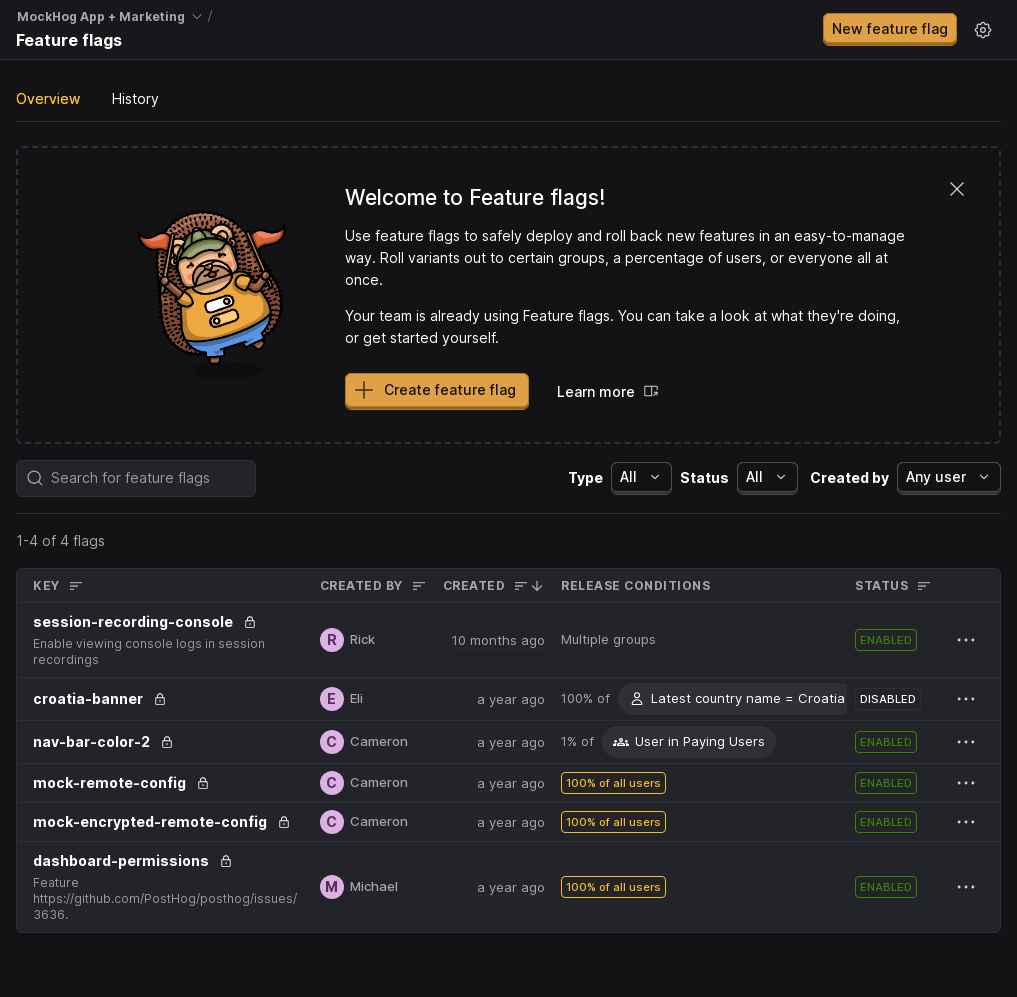 MockHog App + Marketing /
Feature flags
New feature flag
Overview History
Welcome to Feature flags!
Use feature flags to safely deploy and roll back new features in an easy-to-manage
way. Roll variants out to certain groups, a percentage of users, or everyone all at
once.
Your team is already using Feature flags. You can take a look at what they're doing,
or get started yourself.
Create feature flag Learn more
Search for feature flags Type All Status All Created by Any user
1-4 of 4 flags
KEY CREATED BY CREATED RELEASE CONDITIONS STATUS
session-recording-console
Enable viewing console logs in session
recordings
R Rick 10 months ago Multiple groups ENABLED
croatia-banner E Eli a year ago 100% of Latest country name = Croatia DISABLED
nav-bar-color-2 C Cameron a year ago 1% of User in Paying Users ENABLED
mock-remote-config C Cameron a year ago 100% of all users ENABLED
mock-encrypted-remote-config C Cameron a year ago 100% of all users ENABLED
dashboard-permissions
Feature
https://github.com/PostHog/posthog/issues/
3636.
M Michael a year ago 100% of all users ENABLED